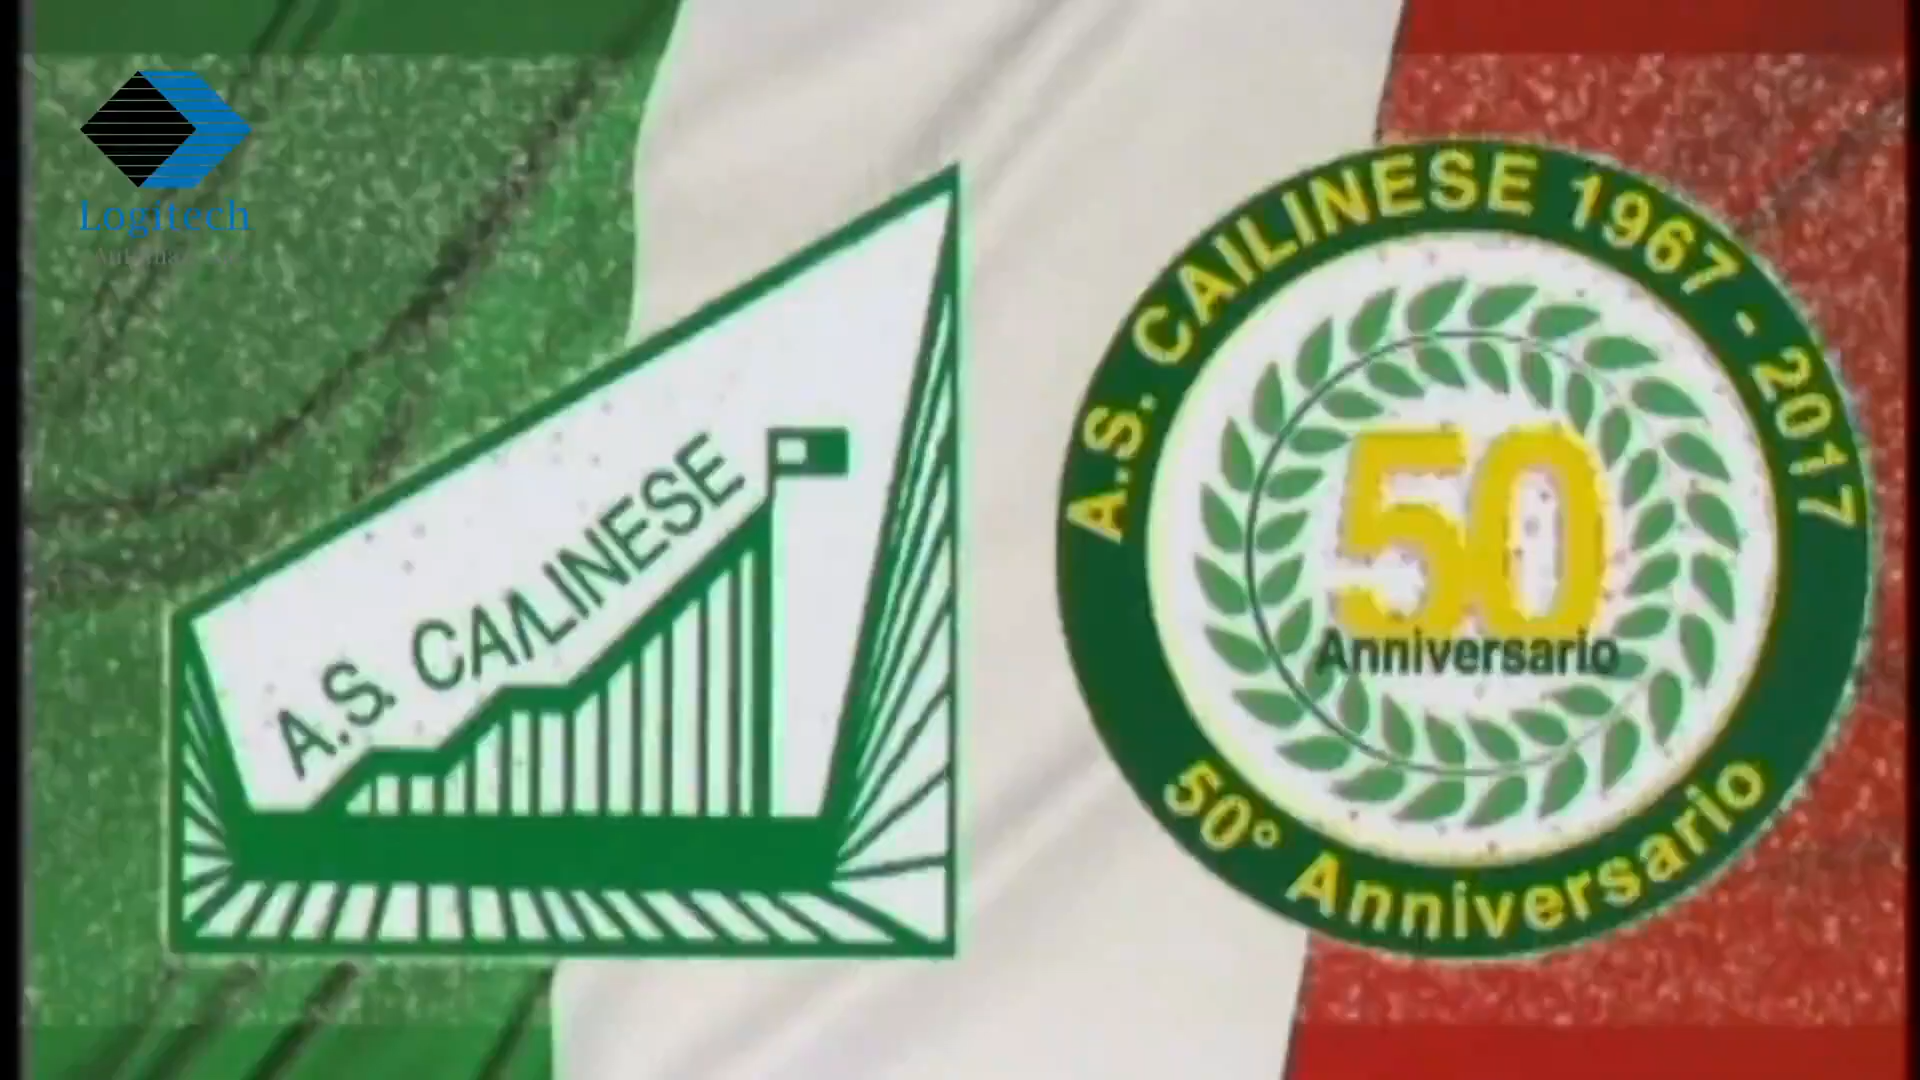 Logitech
A.S. CAILINESE
A.S. CAILINESE 1967 - 2017
50
Anniversario
50° Anniversario